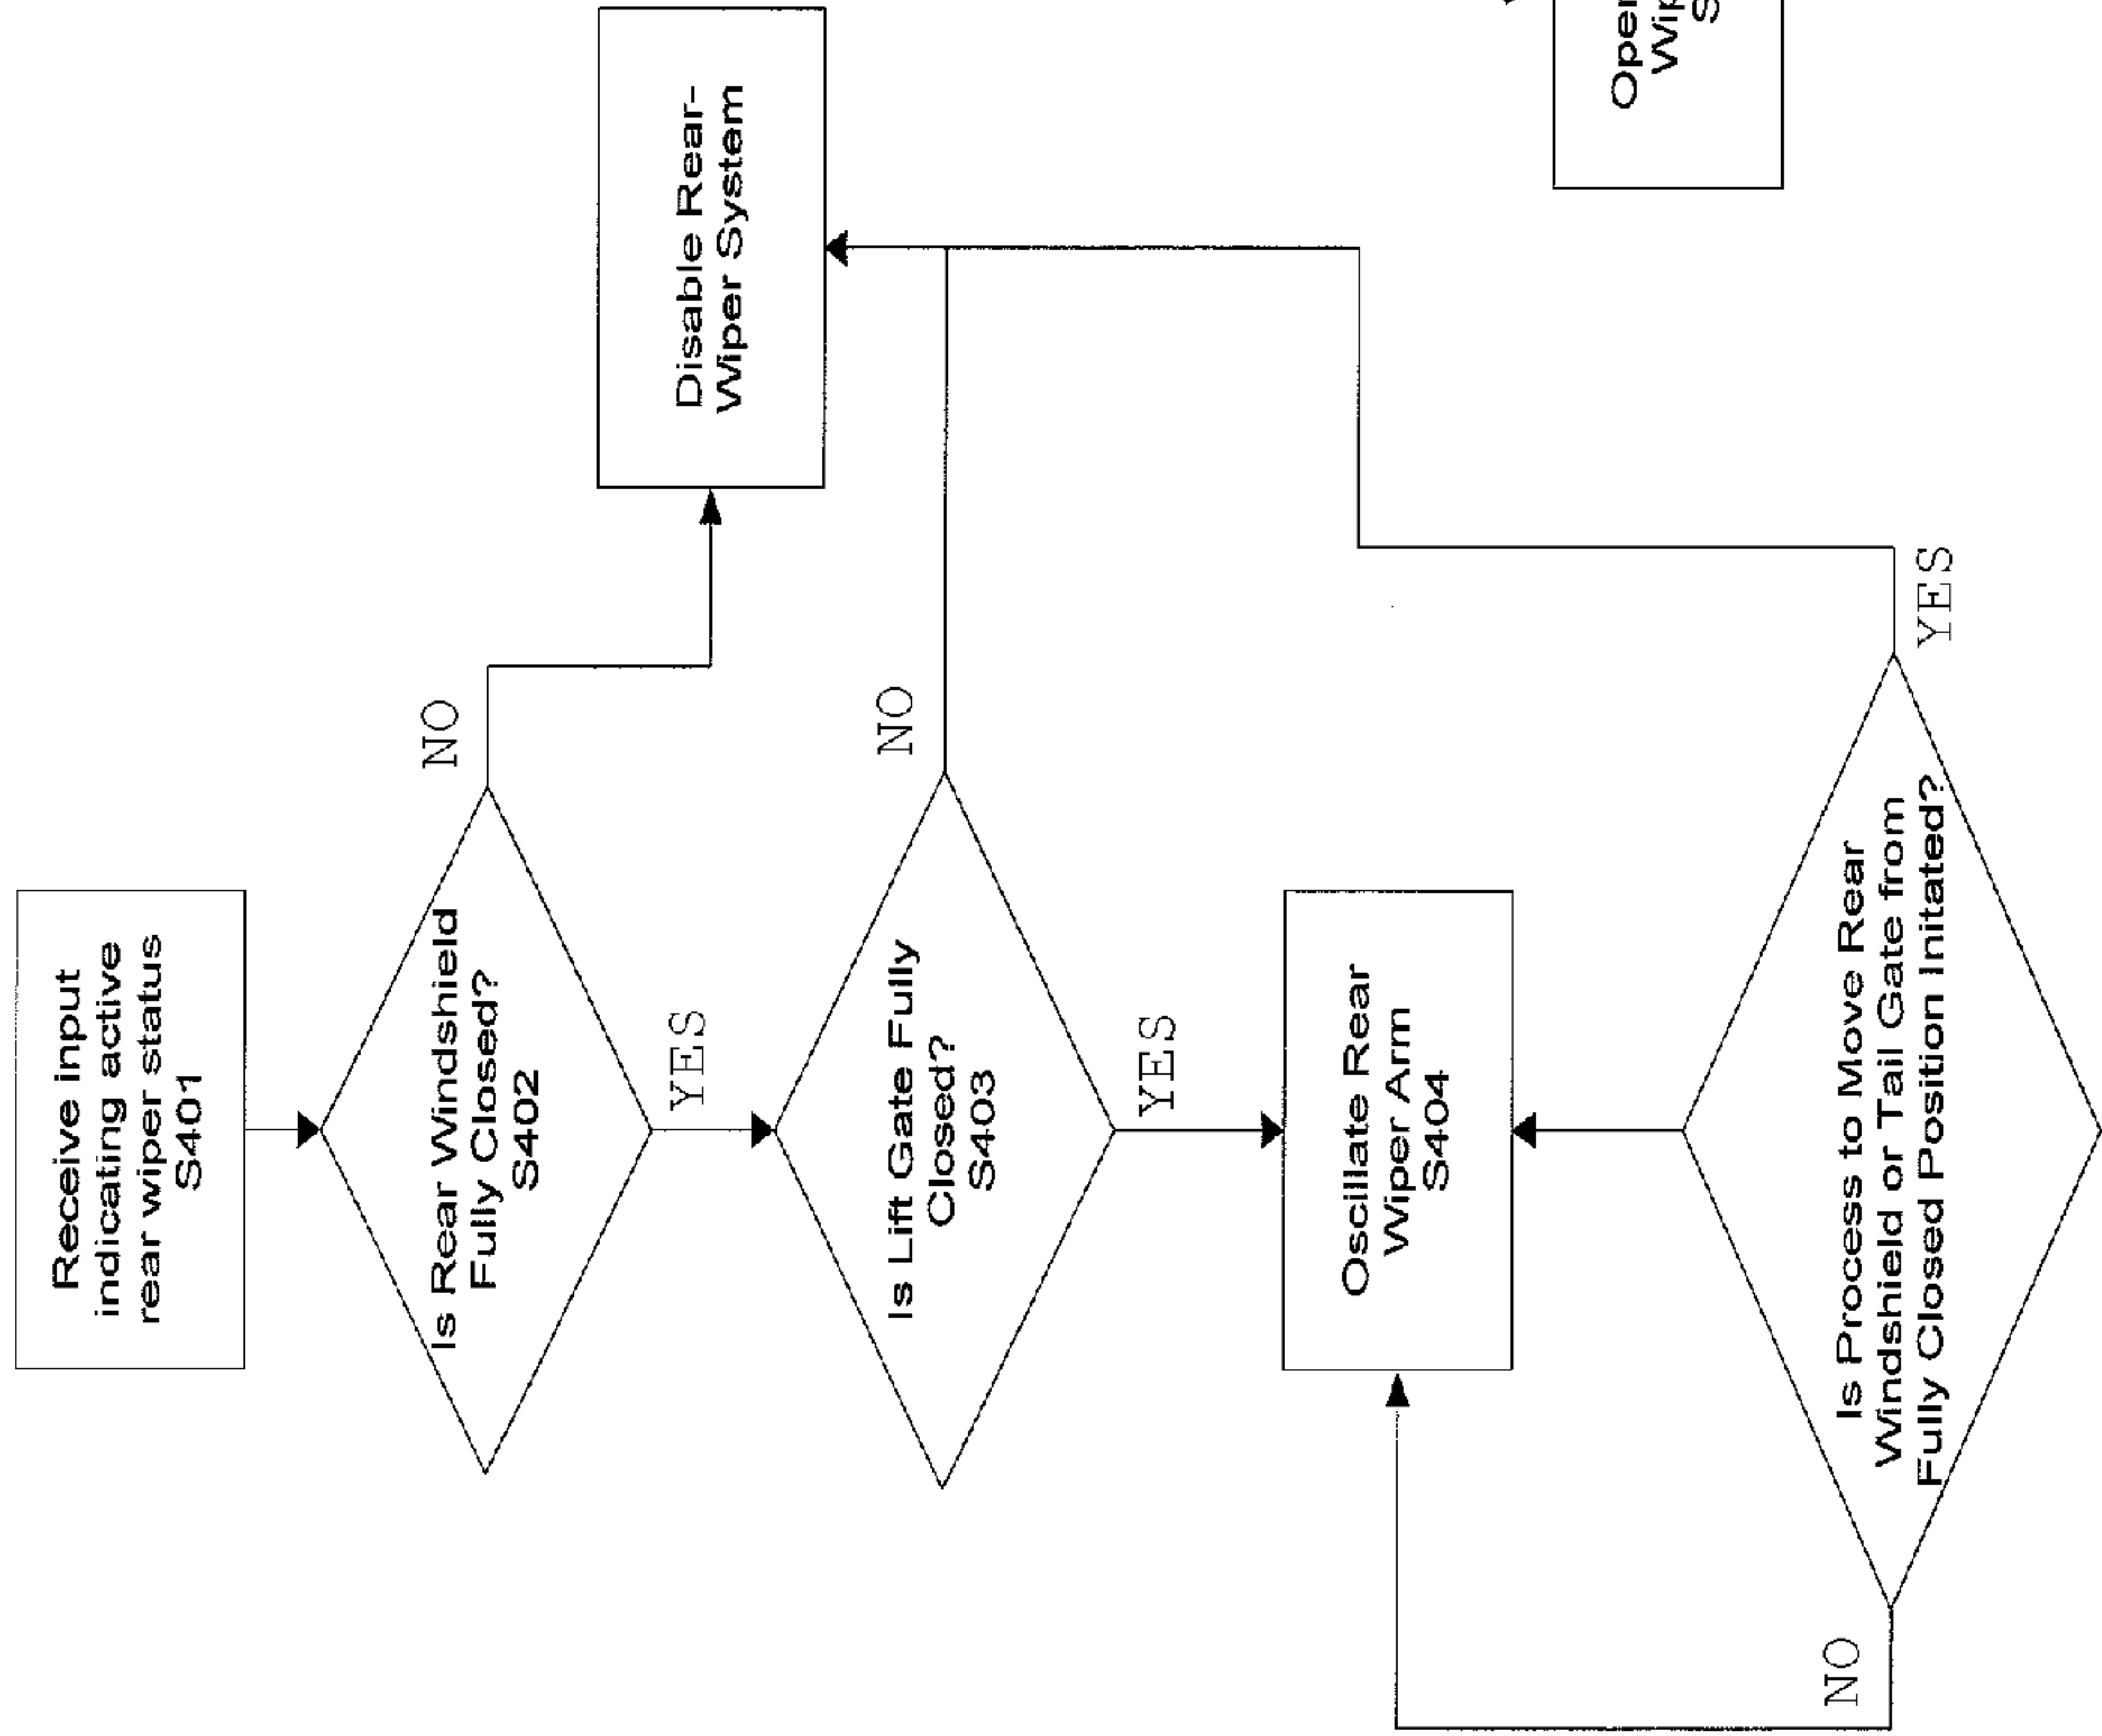 Receive input
indicating active
rear wiper status
S401
Is Rear Windshield
Fully Closed?
S402
NO
YES
Disable Rear-
Wiper System
Is Lift Gate Fully
Closed?
S403
NO
YES
Oscillate Rear
Wiper Arm
S404
Is Process to Move Rear
Windshield or Tail Gate from
Fully Closed Position Initated?
NO
YES